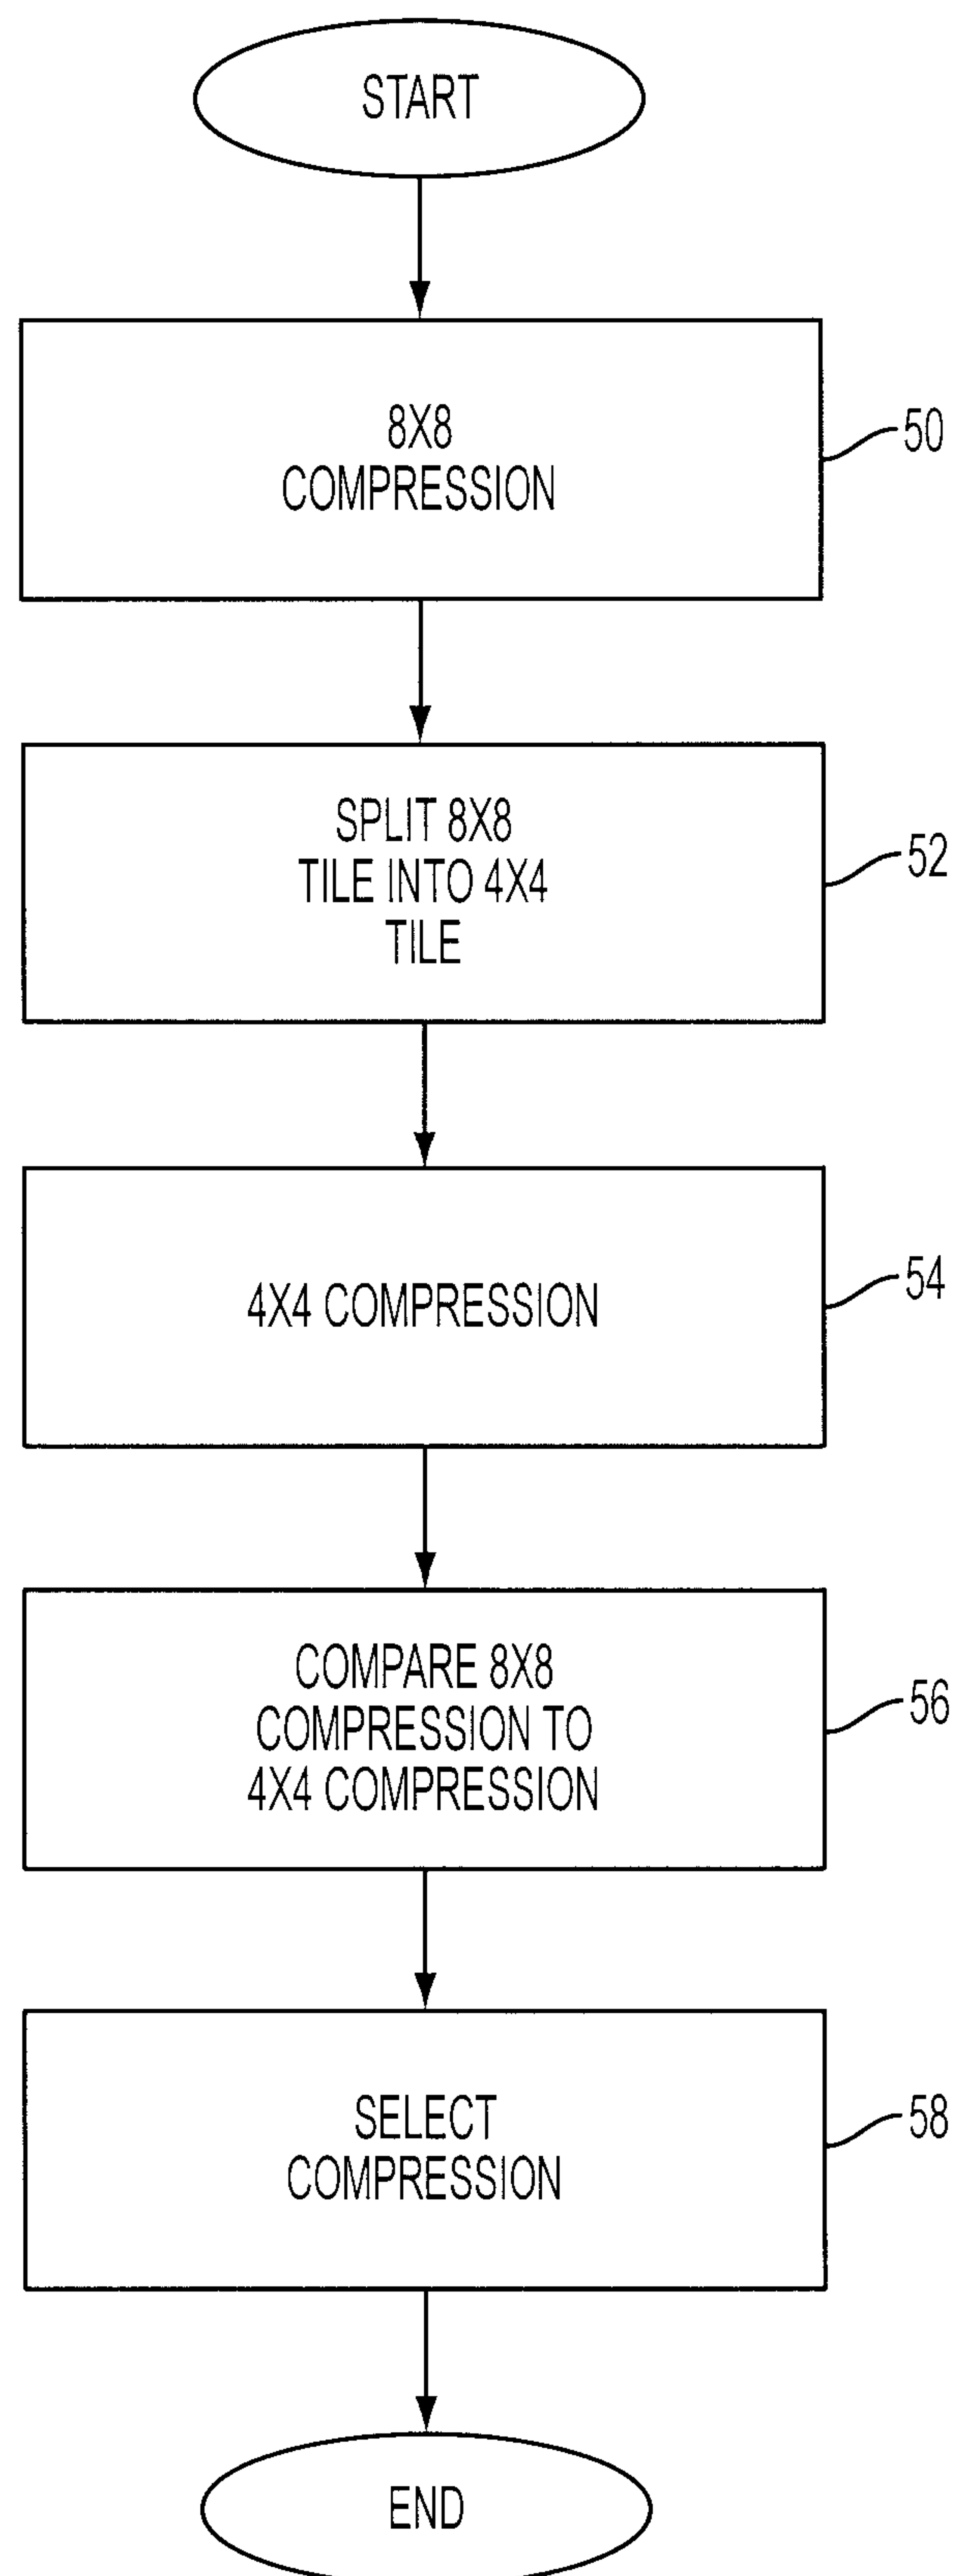 START
8X8
COMPRESSION
50
SPLIT 8X8
TILE INTO 4X4
TILE
52
4X4 COMPRESSION
54
COMPARE 8X8
COMPRESSION TO
4X4 COMPRESSION
56
SELECT
COMPRESSION
58
END